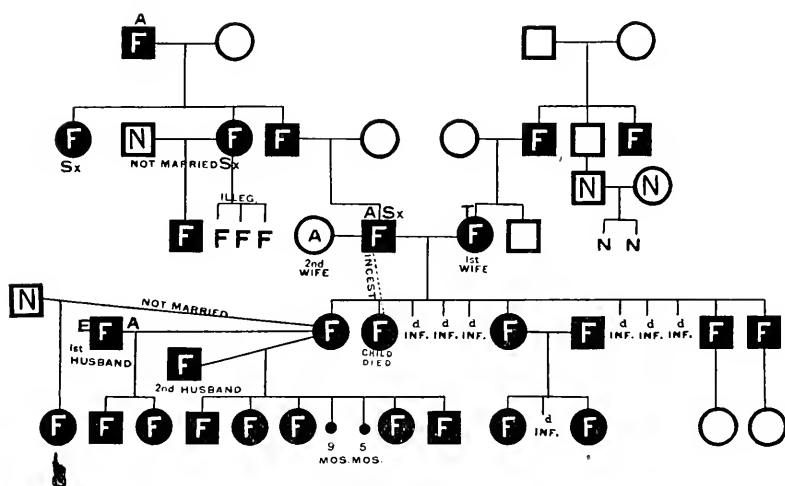 A
F
F N F F F F
Sx NOT MARRIED Sx
N N
ILLEG.
F F F F
A Sx
A F
T
F
N N
2nd
WIFE
1st
WIFE
INCEST
N
NOT MARRIED
E F A
1st
HUSBAND
F
2nd HUSBAND
F F d d d F F d d d F F
INF. INF. INF. INF. INF. INF.
CHILD
DIED
F F F F F F F F F d F
INF.
9 5
MOS. MOS.